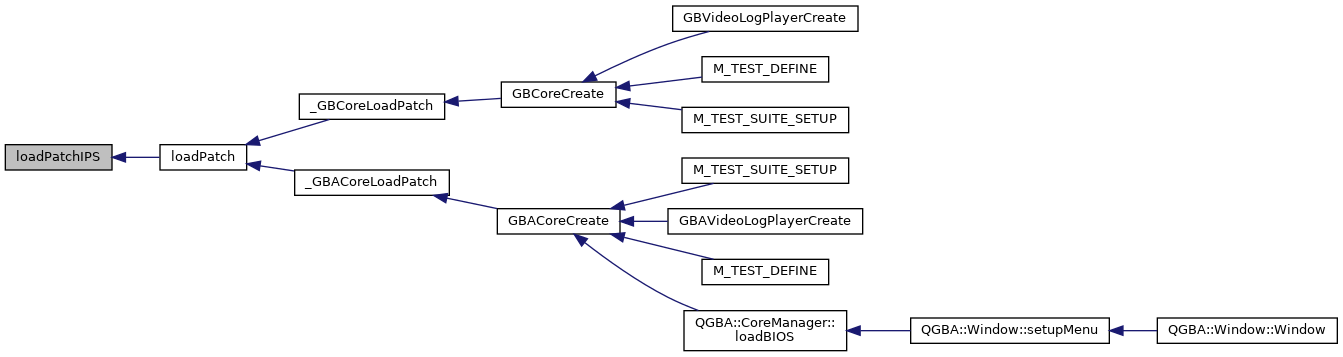 GBVideoLogPlayerCreate
M_TEST_DEFINE
GBCoreCreate
_GBCoreLoadPatch
M_TEST_SUITE_SETUP
loadPatchIPS
loadPatch
M_TEST_SUITE_SETUP
_GBACoreLoadPatch
GBACoreCreate
GBAVideoLogPlayerCreate
M_TEST_DEFINE
QGBA::CoreManager::
loadBIOS
QGBA::Window::setupMenu
QGBA::Window::Window